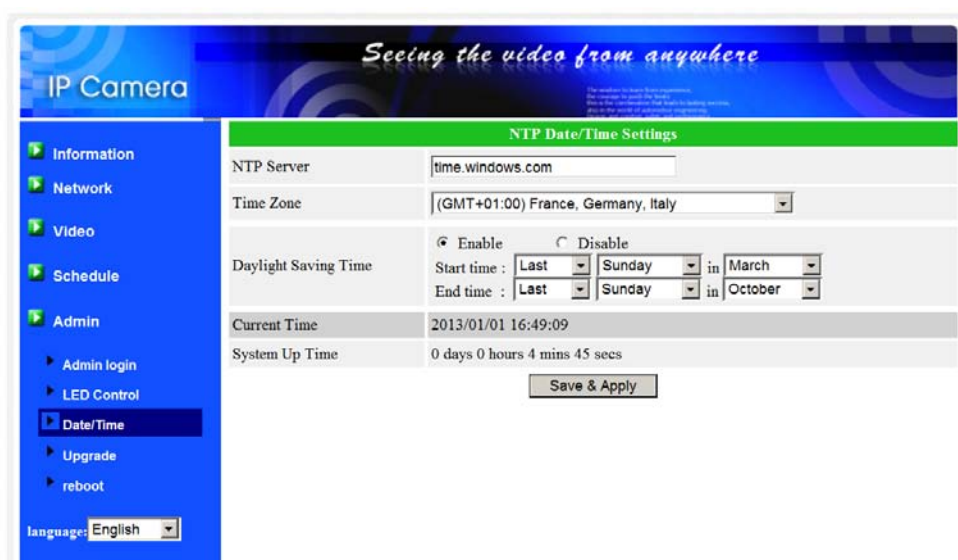 Seeing the video from anywhere
IP Camera
Information
Network
Video
Schedule
Admin
Admin login
LED Control
Date/Time
Upgrade
reboot
language: English
NTP Date/Time Settings
NTP Server time.windows.com
Time Zone (GMT+01:00) France, Germany, Italy
Daylight Saving Time
Enable Disable
Start time : Last Sunday in March
End time : Last Sunday in October
Current Time 2013/01/01 16:49:09
System Up Time 0 days 0 hours 4 mins 45 secs
Save & Apply